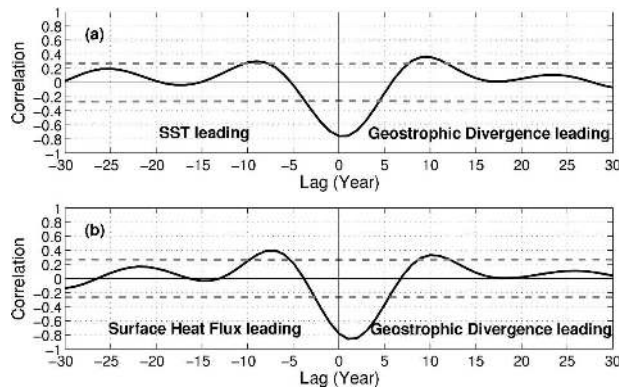 (a)
Correlation
1
0.8
0.6
0.4
0.2
0
−0.2
−0.4
−0.6
−0.8
−1
SST leading
Geostrophic Divergence leading
−30 −25 −20 −15 −10 −5 0 5 10 15 20 25 30
Lag (Year)
(b)
Correlation
1
0.8
0.6
0.4
0.2
0
−0.2
−0.4
−0.6
−0.8
−1
Surface Heat Flux leading
Geostrophic Divergence leading
−30 −25 −20 −15 −10 −5 0 5 10 15 20 25 30
Lag (Year)